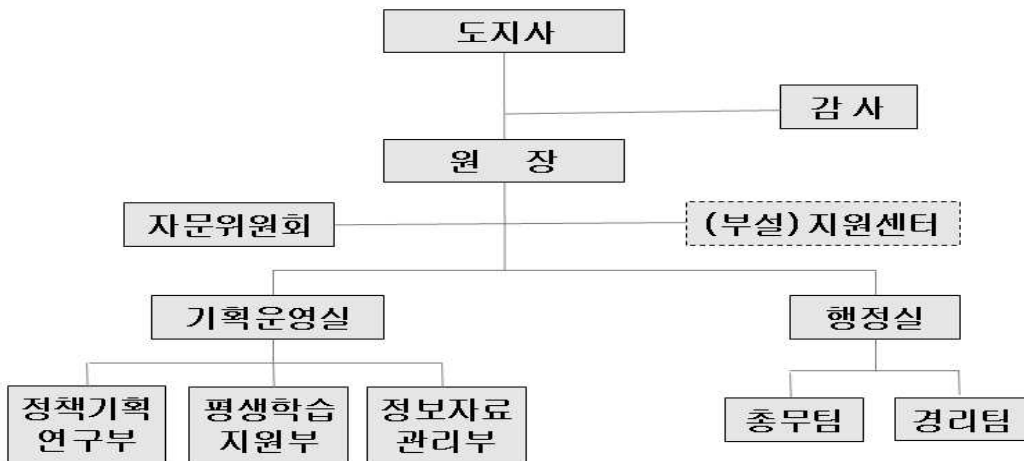 도지사
감 사
원 장
자문위원회
(부설) 지원센터
기획운영실
행정실
정책기획
연구부
평생학습
지원부
정보자료
관리부
총무팀
경리팀